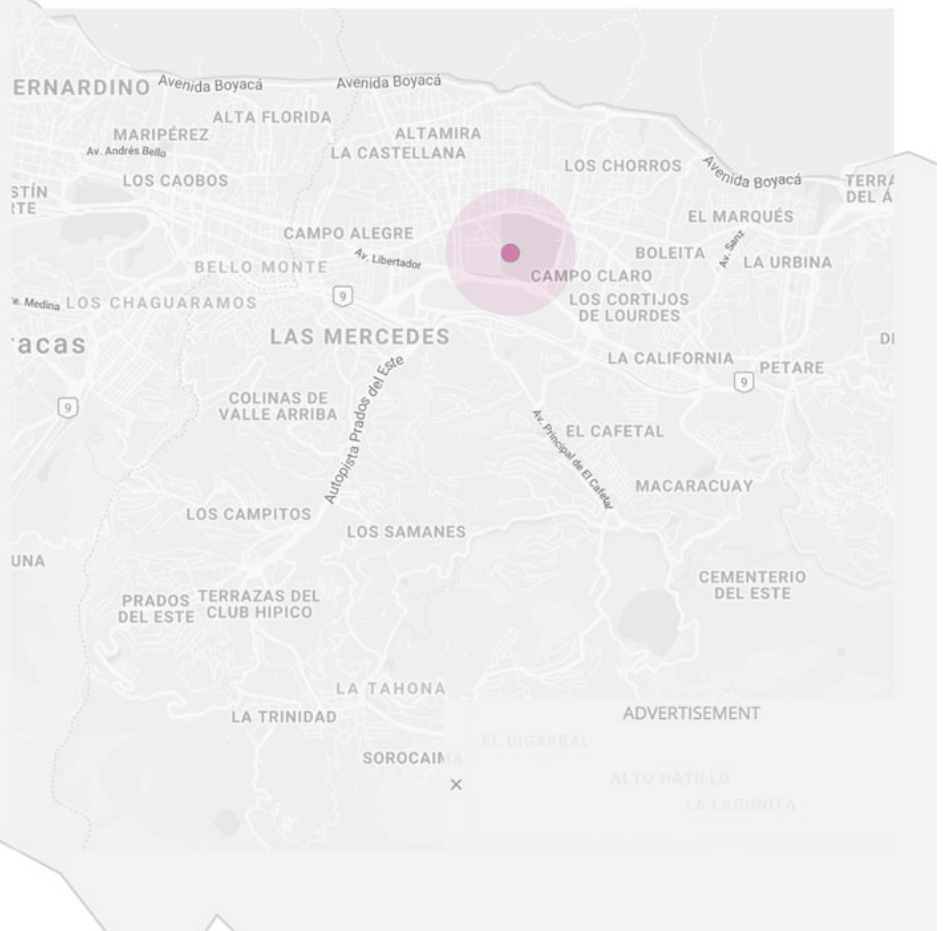 ERNARDINO
Avenida Boyacá
Avenida Boyacá
ALTA FLORIDA
MARIPÉREZ
ALTAMIRA
Av. Andrés Bello
LA CASTELLANA
LOS CHORROS
Avenida Boyacá
LOS CAOBOS
TERRA
DEL Á
STÍN
RTE
EL MARQUÉS
CAMPO ALEGRE
Av. Sanz
BOLEITA
Av. Libertador
LA URBINA
BELLO MONTE
CAMPO CLARO
9
LOS CORTIJOS
DE LOURDES
e. Medina
LOS CHAGUARAMOS
LAS MERCEDES
acas
DI
LA CALIFORNIA
PETARE
9
Autopista Prados del Este
COLINAS DE
VALLE ARRIBA
9
Av. Principal de El Cafetal
EL CAFETAL
MACARACUAY
LOS CAMPITOS
LOS SAMANES
UNA
CEMENTERIO
DEL ESTE
PRADOS
DEL ESTE
TERRAZAS DEL
CLUB HIPICO
LA TAHONA
LA TRINIDAD
ADVERTISEMENT
EL CIGARRAL
SOROCAIMA
ALTO HATILLO
LA LAGUNITA